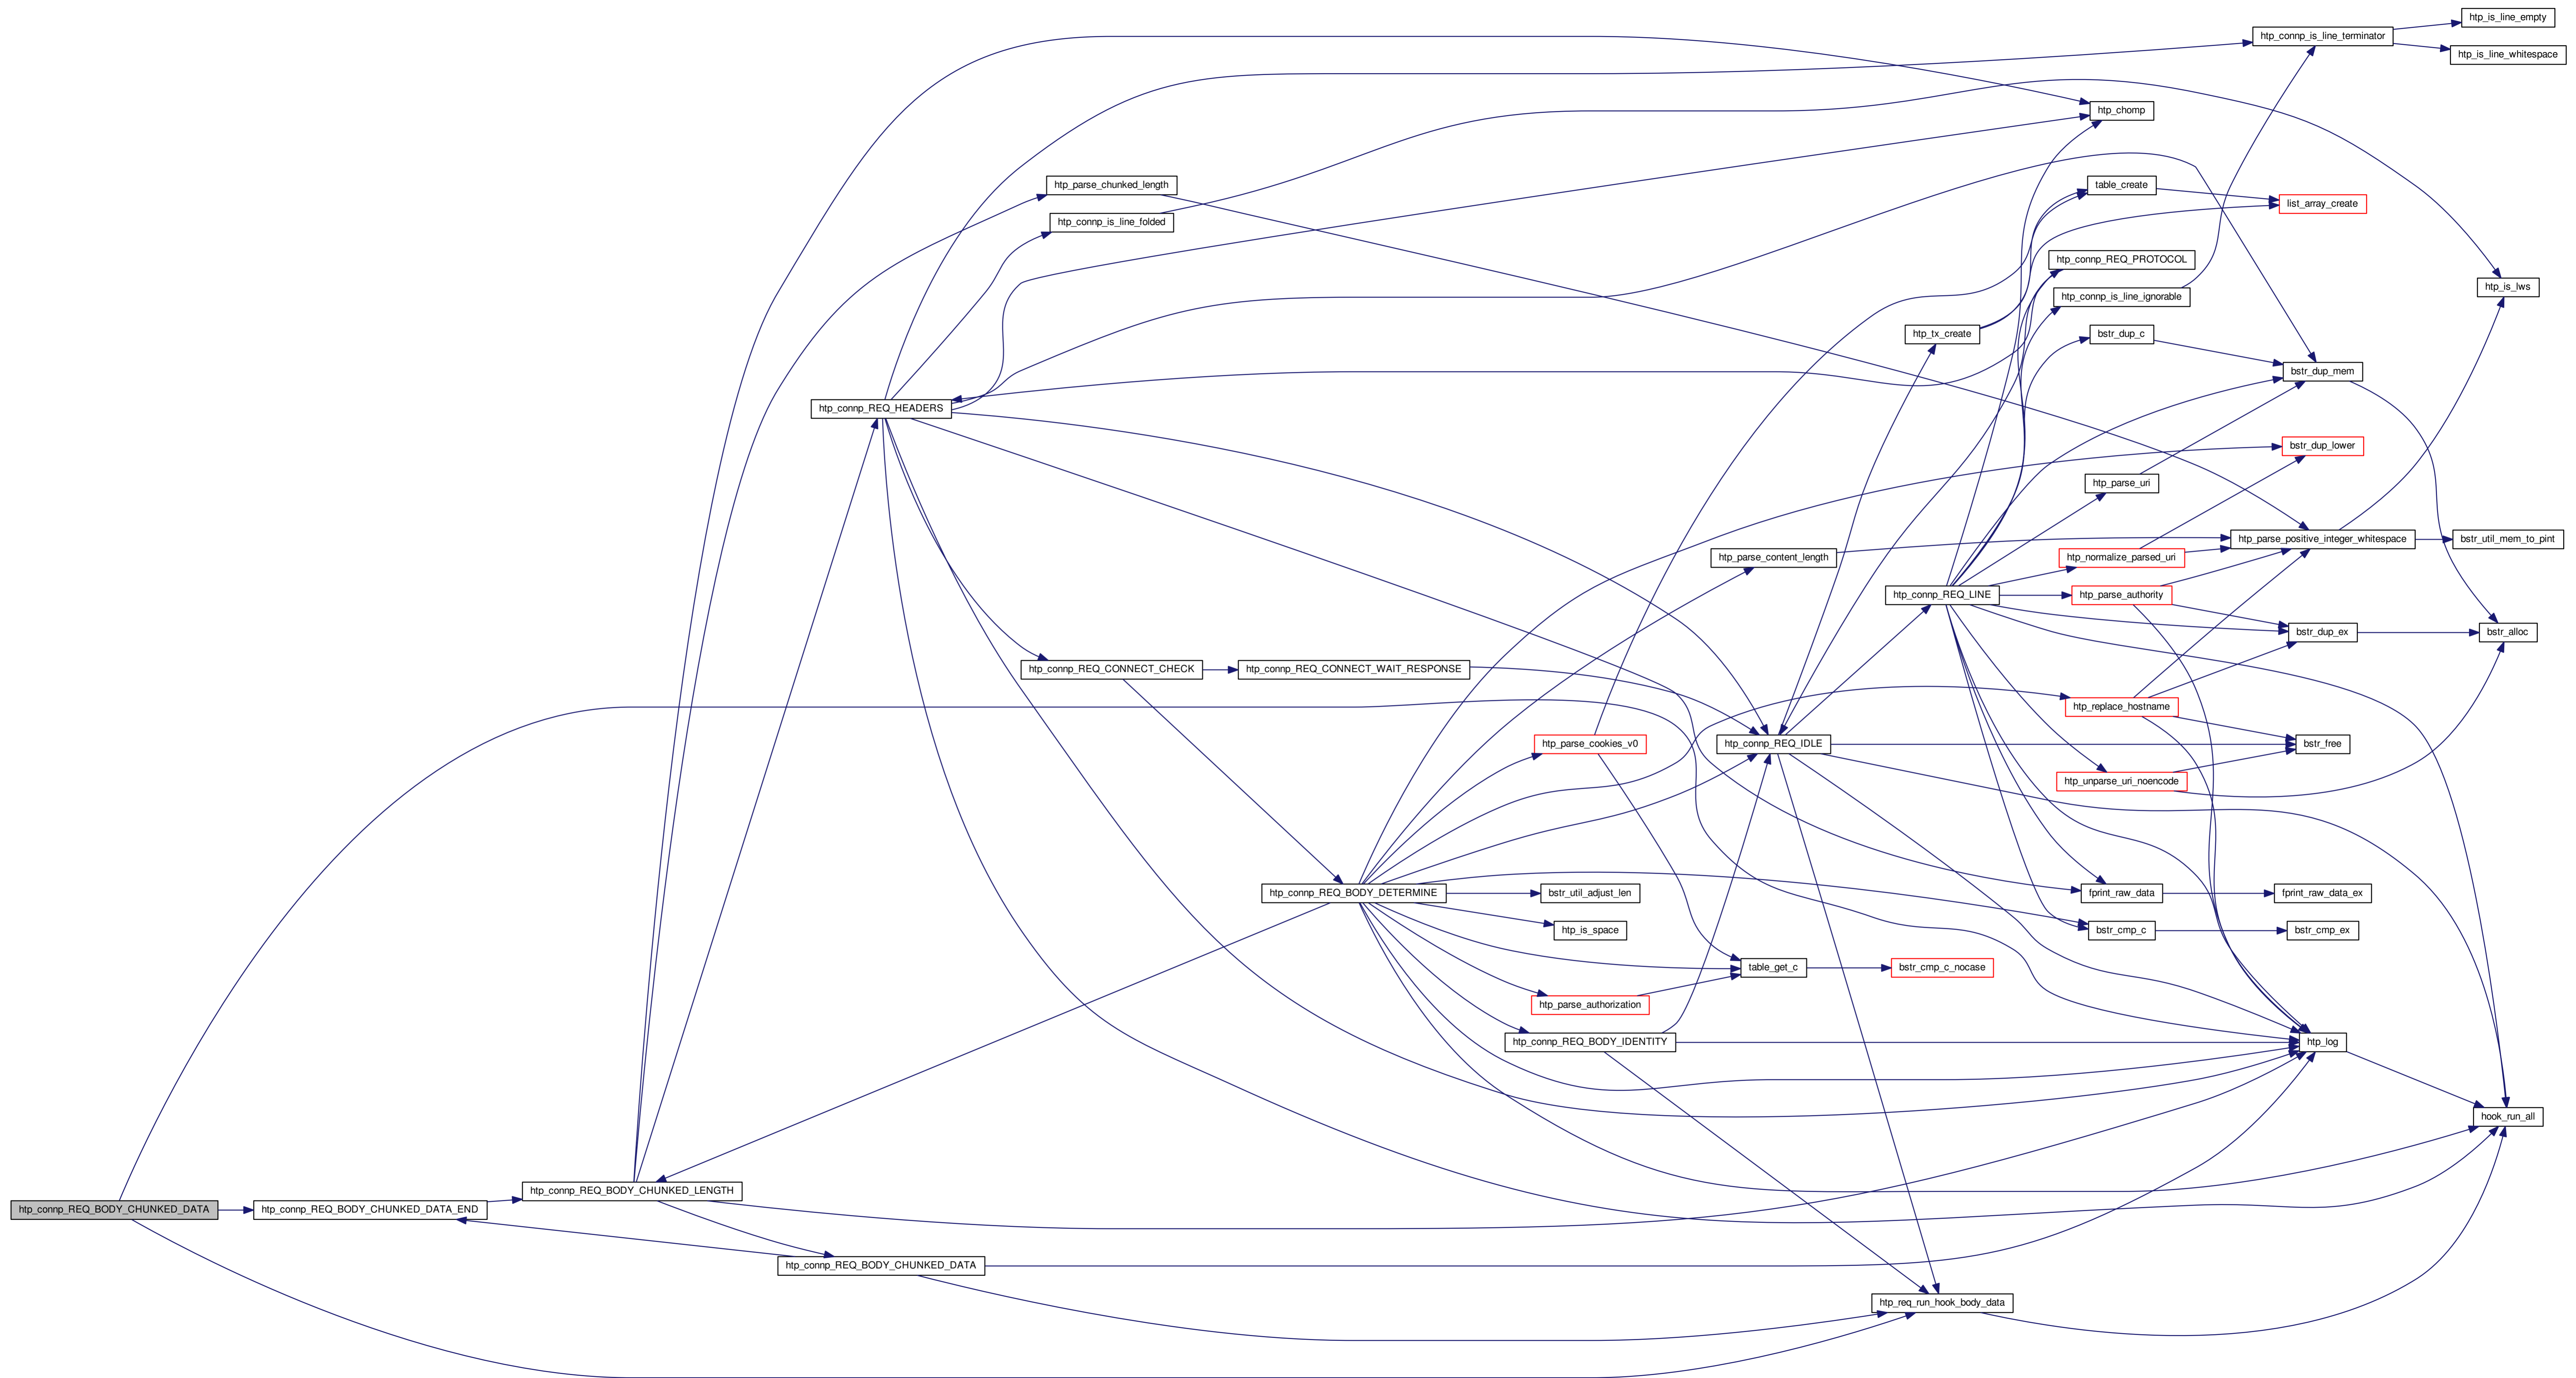 htp_is_line_empty
htp_connp_is_line_terminator
htp_is_line_whitespace
htp_chomp
htp_parse_chunked_length
table_create
list_array_create
htp_connp_is_line_folded
htp_connp_REQ_PROTOCOL
htp_is_lws
htp_connp_is_line_ignorable
htp_tx_create
bstr_dup_c
bstr_dup_mem
htp_connp_REQ_HEADERS
bstr_dup_lower
htp_parse_uri
htp_parse_positive_integer_whitespace
bstr_util_mem_to_pint
htp_parse_content_length
htp_normalize_parsed_uri
htp_connp_REQ_LINE
htp_parse_authority
bstr_dup_ex
bstr_alloc
htp_connp_REQ_CONNECT_CHECK
htp_connp_REQ_CONNECT_WAIT_RESPONSE
htp_replace_hostname
htp_parse_cookies_v0
htp_connp_REQ_IDLE
bstr_free
htp_unparse_uri_noencode
htp_connp_REQ_BODY_DETERMINE
bstr_util_adjust_len
fprint_raw_data
fprint_raw_data_ex
htp_is_space
bstr_cmp_c
bstr_cmp_ex
table_get_c
bstr_cmp_c_nocase
htp_parse_authorization
htp_connp_REQ_BODY_IDENTITY
htp_log
hook_run_all
htp_connp_REQ_BODY_CHUNKED_LENGTH
htp_connp_REQ_BODY_CHUNKED_DATA
htp_connp_REQ_BODY_CHUNKED_DATA_END
htp_connp_REQ_BODY_CHUNKED_DATA
htp_req_run_hook_body_data